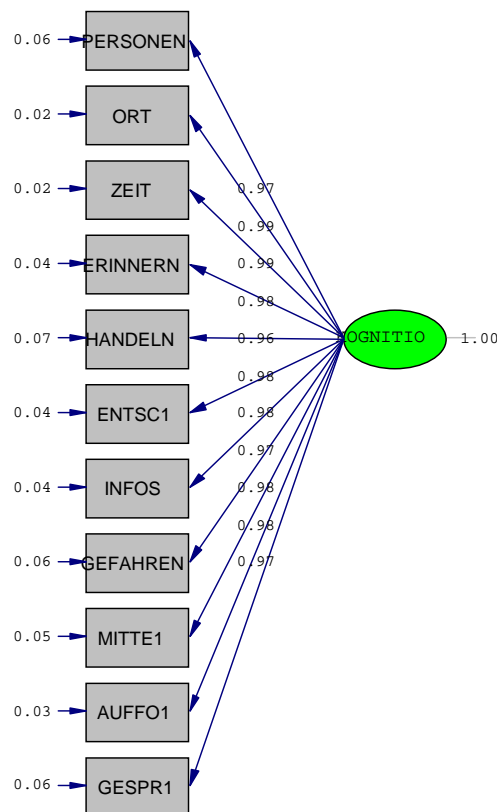 0.06 PERSONEN
0.02 ORT
0.02 ZEIT 0.97
0.99
0.04 ERINNERN 0.99
0.98
0.07 HANDELN 0.96 OGNITIO 1.00
0.98
0.04 ENTSC1 0.98
0.97
0.04 INFOS 0.98
0.98
0.06 GEFAHREN 0.97
0.05 MITTE1
0.03 AUFFO1
0.06 GESPR1